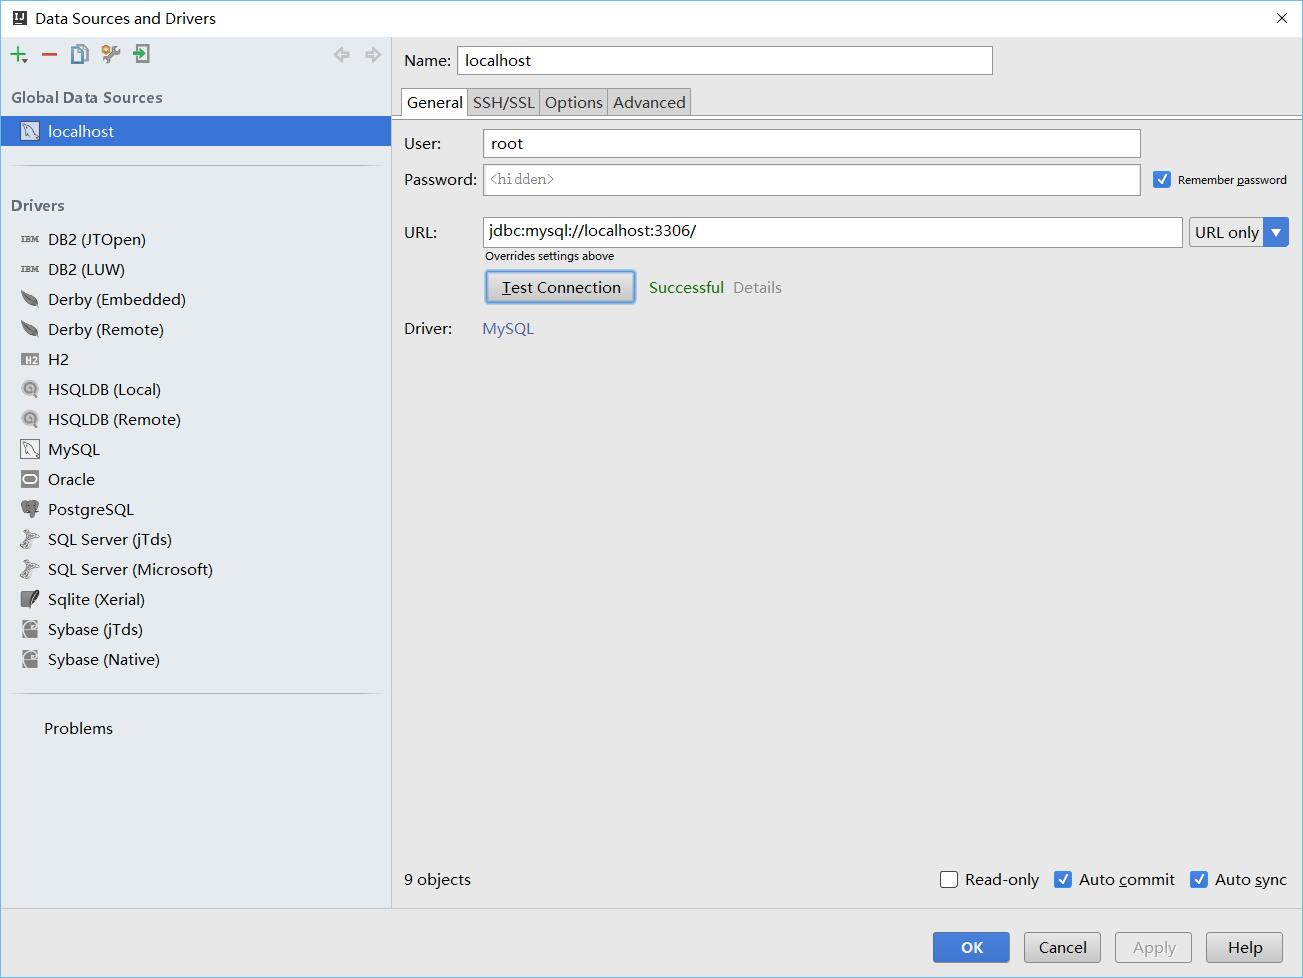 Data Sources and Drivers
Name: localhost
Global Data Sources
General SSH/SSL Options Advanced
localhost
User: root
Password: <hidden> Remember password
Drivers
URL: jdbc:mysql://localhost:3306/ URL only
Overrides settings above
Test Connection Successful Details
Driver: MySQL
IBM DB2 (JTOpen)
IBM DB2 (LUW)
Derby (Embedded)
Derby (Remote)
H2 H2
HSQLDB (Local)
HSQLDB (Remote)
MySQL
Oracle
PostgreSQL
SQL Server (jTds)
SQL Server (Microsoft)
Sqlite (Xerial)
Sybase (jTds)
Sybase (Native)
Problems
9 objects Read-only Auto commit Auto sync
OK Cancel Apply Help